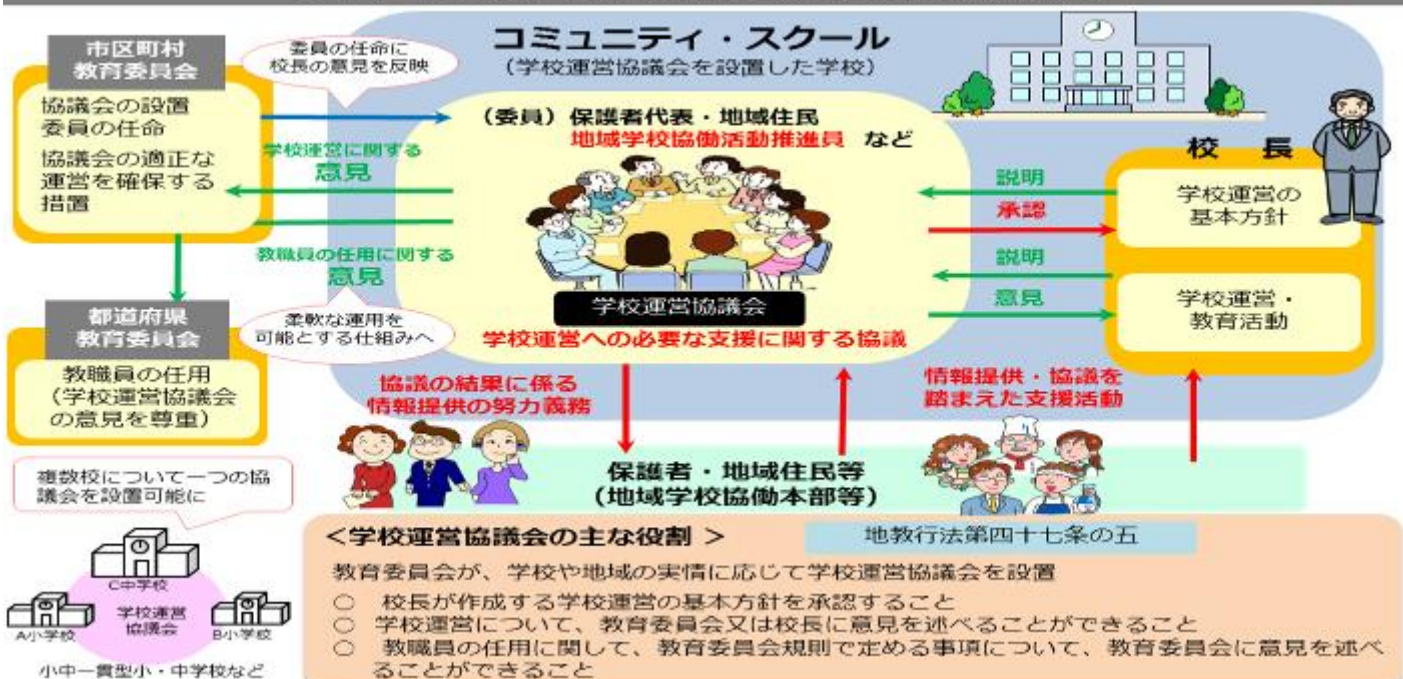 コミュニティ・スクール
(学校運営協議会を設置した学校)
市区町村
教育委員会
協議会の設置
委員の任命
協議会の適正な
運営を確保する
措置
委員の任命に
校長の意見を反映
学校運営に関する
意見
教職員の任用に関する
意見
柔軟な運用を
可能とする仕組みへ
都道府県
教育委員会
教職員の任用
(学校運営協議会
の意見を尊重)
(委員)保護者代表・地域住民
地域学校協働活動推進員 など
学校運営協議会
学校運営への必要な支援に関する協議
校 長
説明
承認
学校運営の
基本方針
説明
意見
学校運営・
教育活動
協議の結果に係る
情報提供の努力義務
情報提供・協議を
踏まえた支援活動
保護者・地域住民等
(地域学校協働本部等)
複数校について一つの協
議会を設置可能に
C中学校
学校運営
協議会
A小学校
B小学校
小中一貫型小・中学校など
<学校運営協議会の主な役割 >
地教行法第四十七条の五
教育委員会が、学校や地域の実情に応じて学校運営協議会を設置
○ 校長が作成する学校運営の基本方針を承認すること
○ 学校運営について、教育委員会又は校長に意見を述べることができること
○ 教職員の任用に関して、教育委員会規則で定める事項について、教育委員会に意見を述べ
ることができること